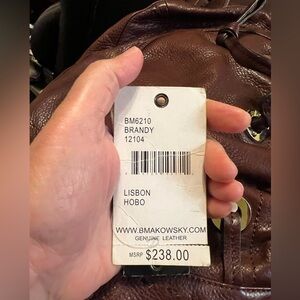 BM6210
BRANDY
12104
LISBON
HOBO
WWW.BMAKOWSKY.COM
GENUINE LEATHER
MSRP $238.00